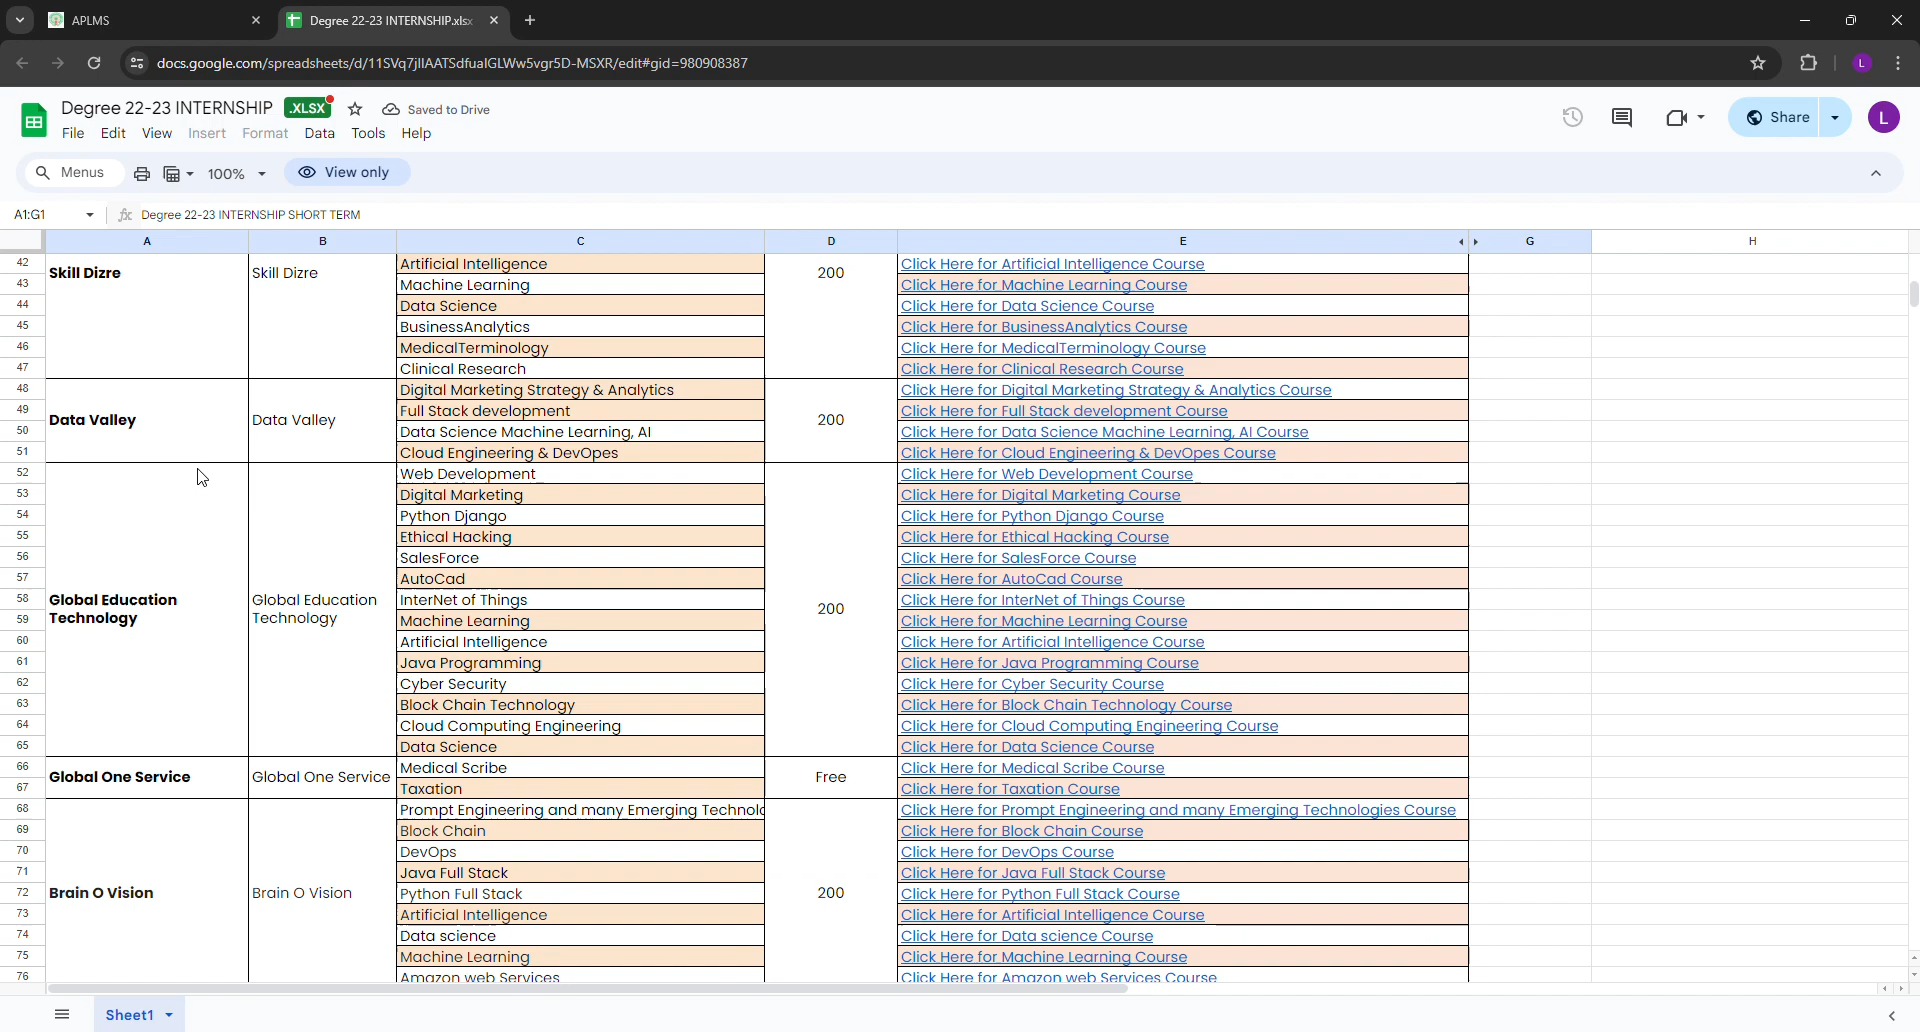 APLMS
Degree 22-23 INTERNSHIP.xlsx
docs.google.com/spreadsheets/d/11SVq7jIIAATSdfuaIGLWw5vgr5D-MSXR/edit#gid=980908387
L
Degree 22-23 INTERNSHIP .XLSX Saved to Drive
File Edit View Insert Format Data Tools Help
Share
L
Menus 100% View only
A1:G1 fx Degree 22-23 INTERNSHIP SHORT TERM
A B C D E G H
42 Skill Dizre Skill Dizre Artificial Intelligence 200 Click Here for Artificial Intelligence Course
43 Machine Learning Click Here for Machine Learning Course
44 Data Science Click Here for Data Science Course
45 BusinessAnalytics Click Here for BusinessAnalytics Course
46 MedicalTerminology Click Here for MedicalTerminology Course
47 Clinical Research Click Here for Clinical Research Course
48 Digital Marketing Strategy & Analytics Click Here for Digital Marketing Strategy & Analytics Course
49 Data Valley Data Valley Full Stack development 200 Click Here for Full Stack development Course
50 Data Science Machine Learning, AI Click Here for Data Science Machine Learning, AI Course
51 Cloud Engineering & DevOpes Click Here for Cloud Engineering & DevOpes Course
52 Web Development Click Here for Web Development Course
53 Digital Marketing Click Here for Digital Marketing Course
54 Python Django Click Here for Python Django Course
55 Ethical Hacking Click Here for Ethical Hacking Course
56 SalesForce Click Here for SalesForce Course
57 AutoCad Click Here for AutoCad Course
58 Global Education Global Education InterNet of Things 200 Click Here for InterNet of Things Course
59 Technology Technology Machine Learning Click Here for Machine Learning Course
60 Artificial Intelligence Click Here for Artificial Intelligence Course
61 Java Programming Click Here for Java Programming Course
62 Cyber Security Click Here for Cyber Security Course
63 Block Chain Technology Click Here for Block Chain Technology Course
64 Cloud Computing Engineering Click Here for Cloud Computing Engineering Course
65 Data Science Click Here for Data Science Course
66 Global One Service Global One Service Medical Scribe Free Click Here for Medical Scribe Course
67 Taxation Click Here for Taxation Course
68 Prompt Engineering and many Emerging Technolo Click Here for Prompt Engineering and many Emerging Technologies Course
69 Block Chain Click Here for Block Chain Course
70 DevOps Click Here for DevOps Course
71 Java Full Stack Click Here for Java Full Stack Course
72 Brain O Vision Brain O Vision Python Full Stack 200 Click Here for Python Full Stack Course
73 Artificial Intelligence Click Here for Artificial Intelligence Course
74 Data science Click Here for Data science Course
75 Machine Learning Click Here for Machine Learning Course
76 Amazon web Services Click Here for Amazon web Services Course
Sheet1